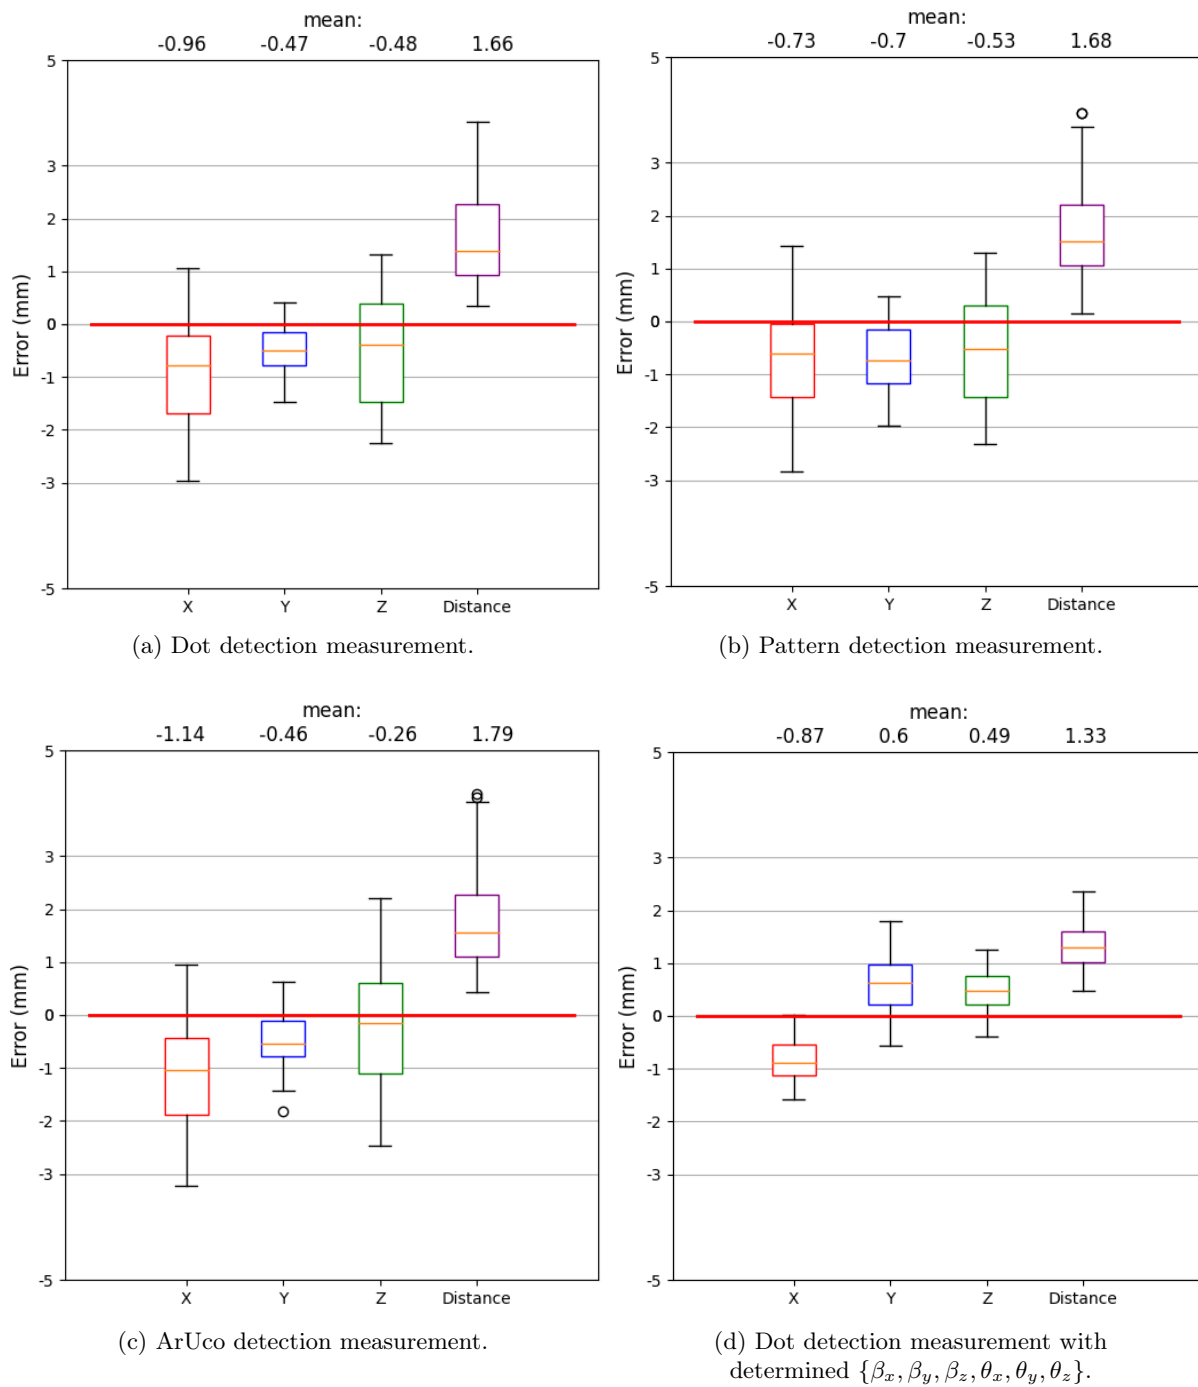 mean:
-0.96 -0.47 -0.48 1.66
5
3
2
1
0
-1
-2
-3
-5
Error (mm)
X Y Z Distance
(a) Dot detection measurement.
mean:
-0.73 -0.7 -0.53 1.68
5
3
2
1
0
-1
-2
-3
-5
Error (mm)
X Y Z Distance
(b) Pattern detection measurement.
mean:
-1.14 -0.46 -0.26 1.79
5
3
2
1
0
-1
-2
-3
-5
Error (mm)
X Y Z Distance
(c) ArUco detection measurement.
mean:
-0.87 0.6 0.49 1.33
5
3
2
1
0
-1
-2
-3
-5
Error (mm)
X Y Z Distance
(d) Dot detection measurement with
determined {βx, βy, βz, θx, θy, θz}.